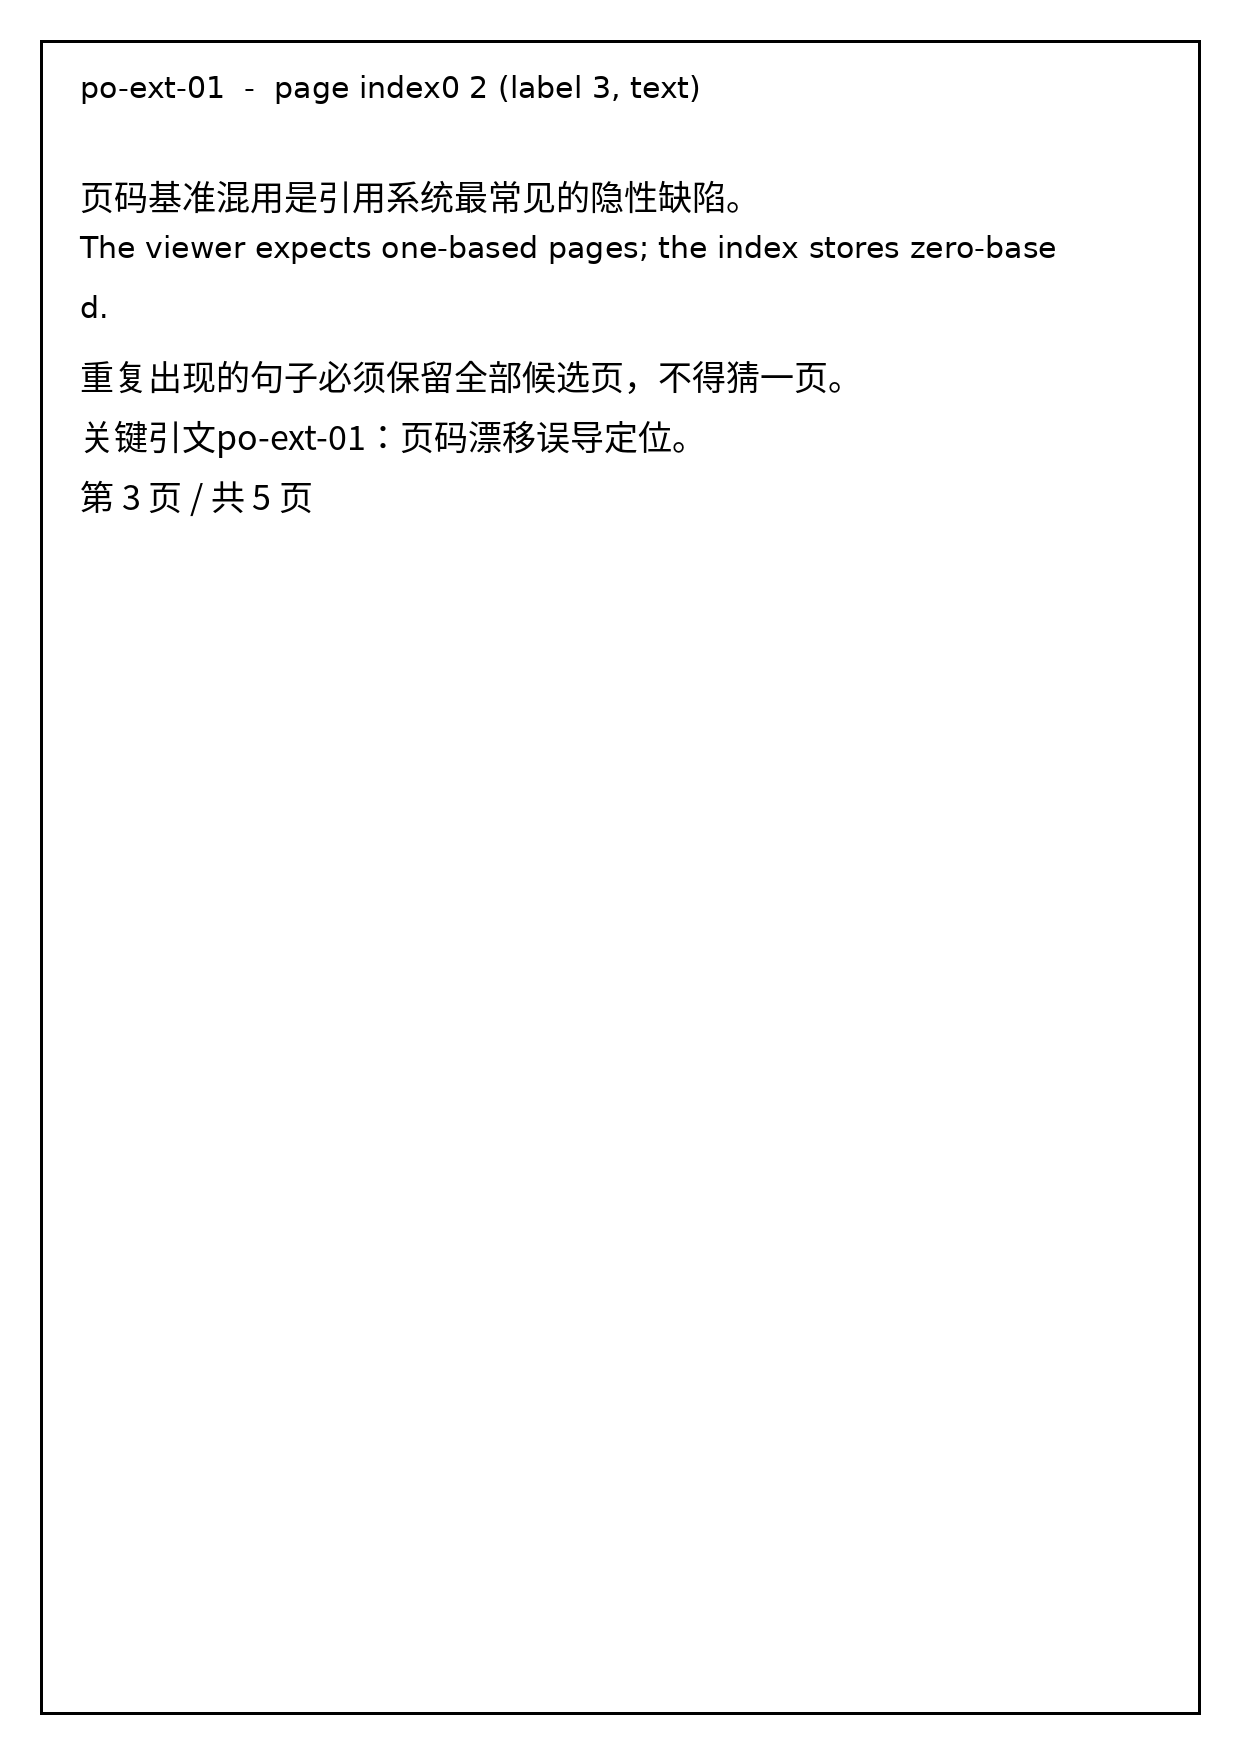 po-ext-01  -  page index0 2 (label 3, text)
页码基准混用是引用系统最常见的隐性缺陷。
The viewer expects one-based pages; the index stores zero-base
d.
重复出现的句子必须保留全部候选页，不得猜一页。
关键引文po-ext-01：页码漂移误导定位。
第 3 页 / 共 5 页